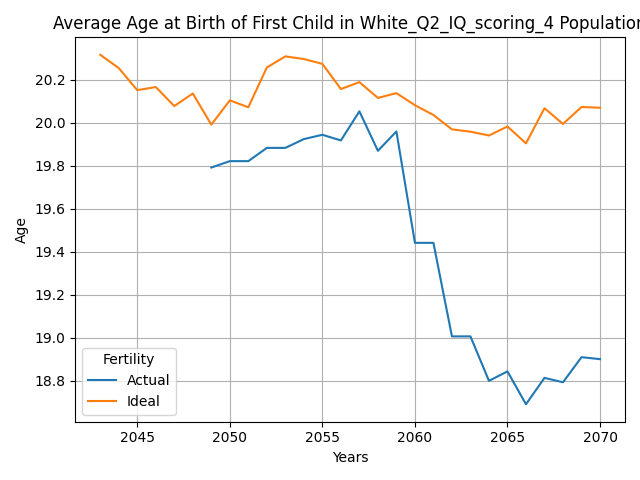 Average Age at Birth of First Child in White_Q2_IQ_scoring_4 Population
20.2
20.0
19.8
19.6
19.4
19.2
19.0
18.8
Age
Fertility
Actual
Ideal
2045 2050 2055 2060 2065 2070
Years